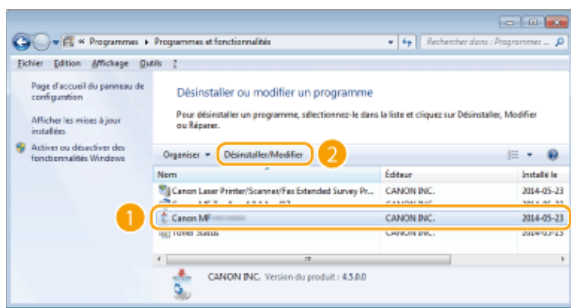 Programmes ▸ Programmes et fonctionnalités
Rechercher dans : Programmes ...
Fichier Edition Affichage Outils ?
Page d'accueil du panneau de
configuration
Afficher les mises à jour
installées
Activer ou désactiver des
fonctionnalités Windows
Désinstaller ou modifier un programme
Pour désinstaller un programme, sélectionnez-le dans la liste et cliquez sur Désinstaller, Modifier
ou Réparer.
Organiser Désinstaller/Modifier 2
Nom Éditeur Installé le
Canon Laser Printer/Scanner/Fax Extended Survey Pr... CANON INC. 2014-05-23
1 Canon MF CANON INC. 2014-05-23
Toner Status CANON INC. 2014-05-23
CANON INC. Version du produit : 4.5.0.0